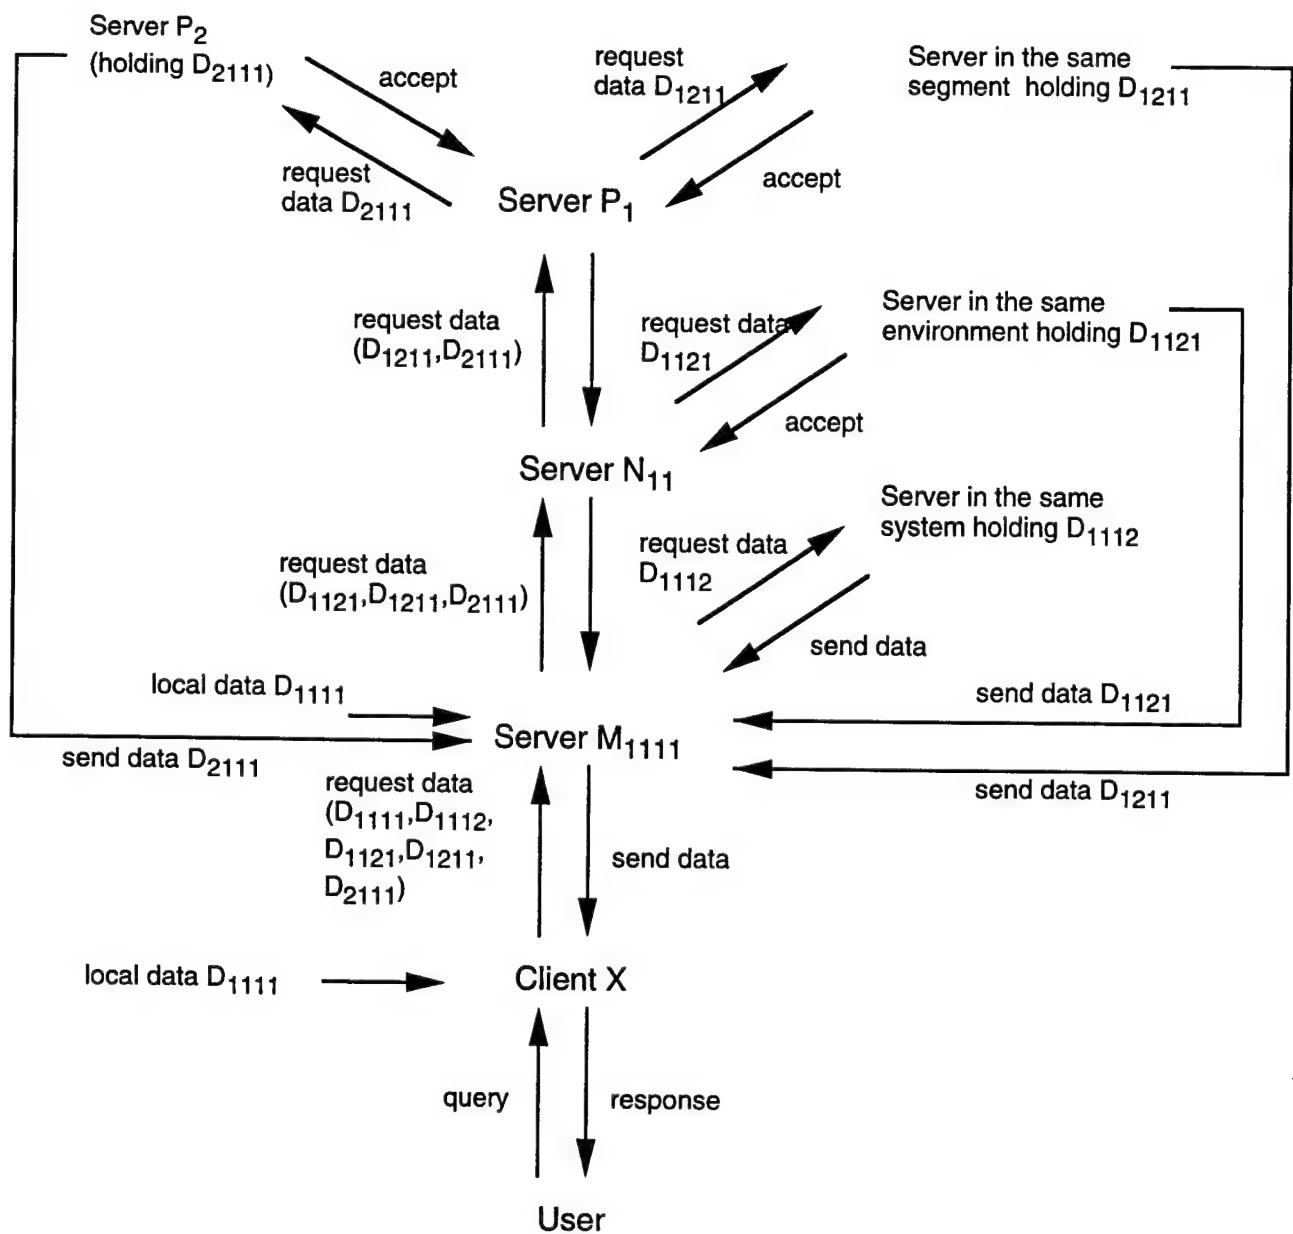 Server P2
(holding D2111)
accept
request
data D2111
request
data D1211
accept
Server in the same
segment holding D1211
Server P1
request data
(D1211,D2111)
request data
D1121
accept
Server in the same
environment holding D1121
Server N11
request data
(D1121,D1211,D2111)
request data
D1112
send data
Server in the same
system holding D1112
local data D1111
send data D2111
Server M1111
send data D1121
send data D1211
request data
(D1111,D1112,
D1121,D1211,
D2111)
send data
local data D1111
Client X
query
response
User